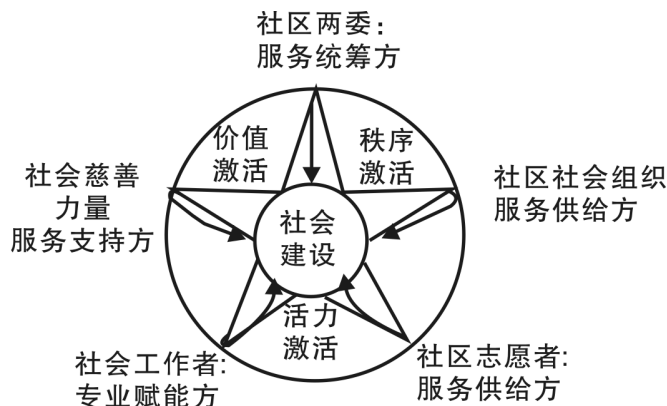 社区两委：
服务统筹方
价值
激活
秩序
激活
社会慈善
力量
服务支持方
社区社会组织
服务供给方
社会
建设
活力
激活
社会工作者:
专业赋能方
社区志愿者:
服务供给方